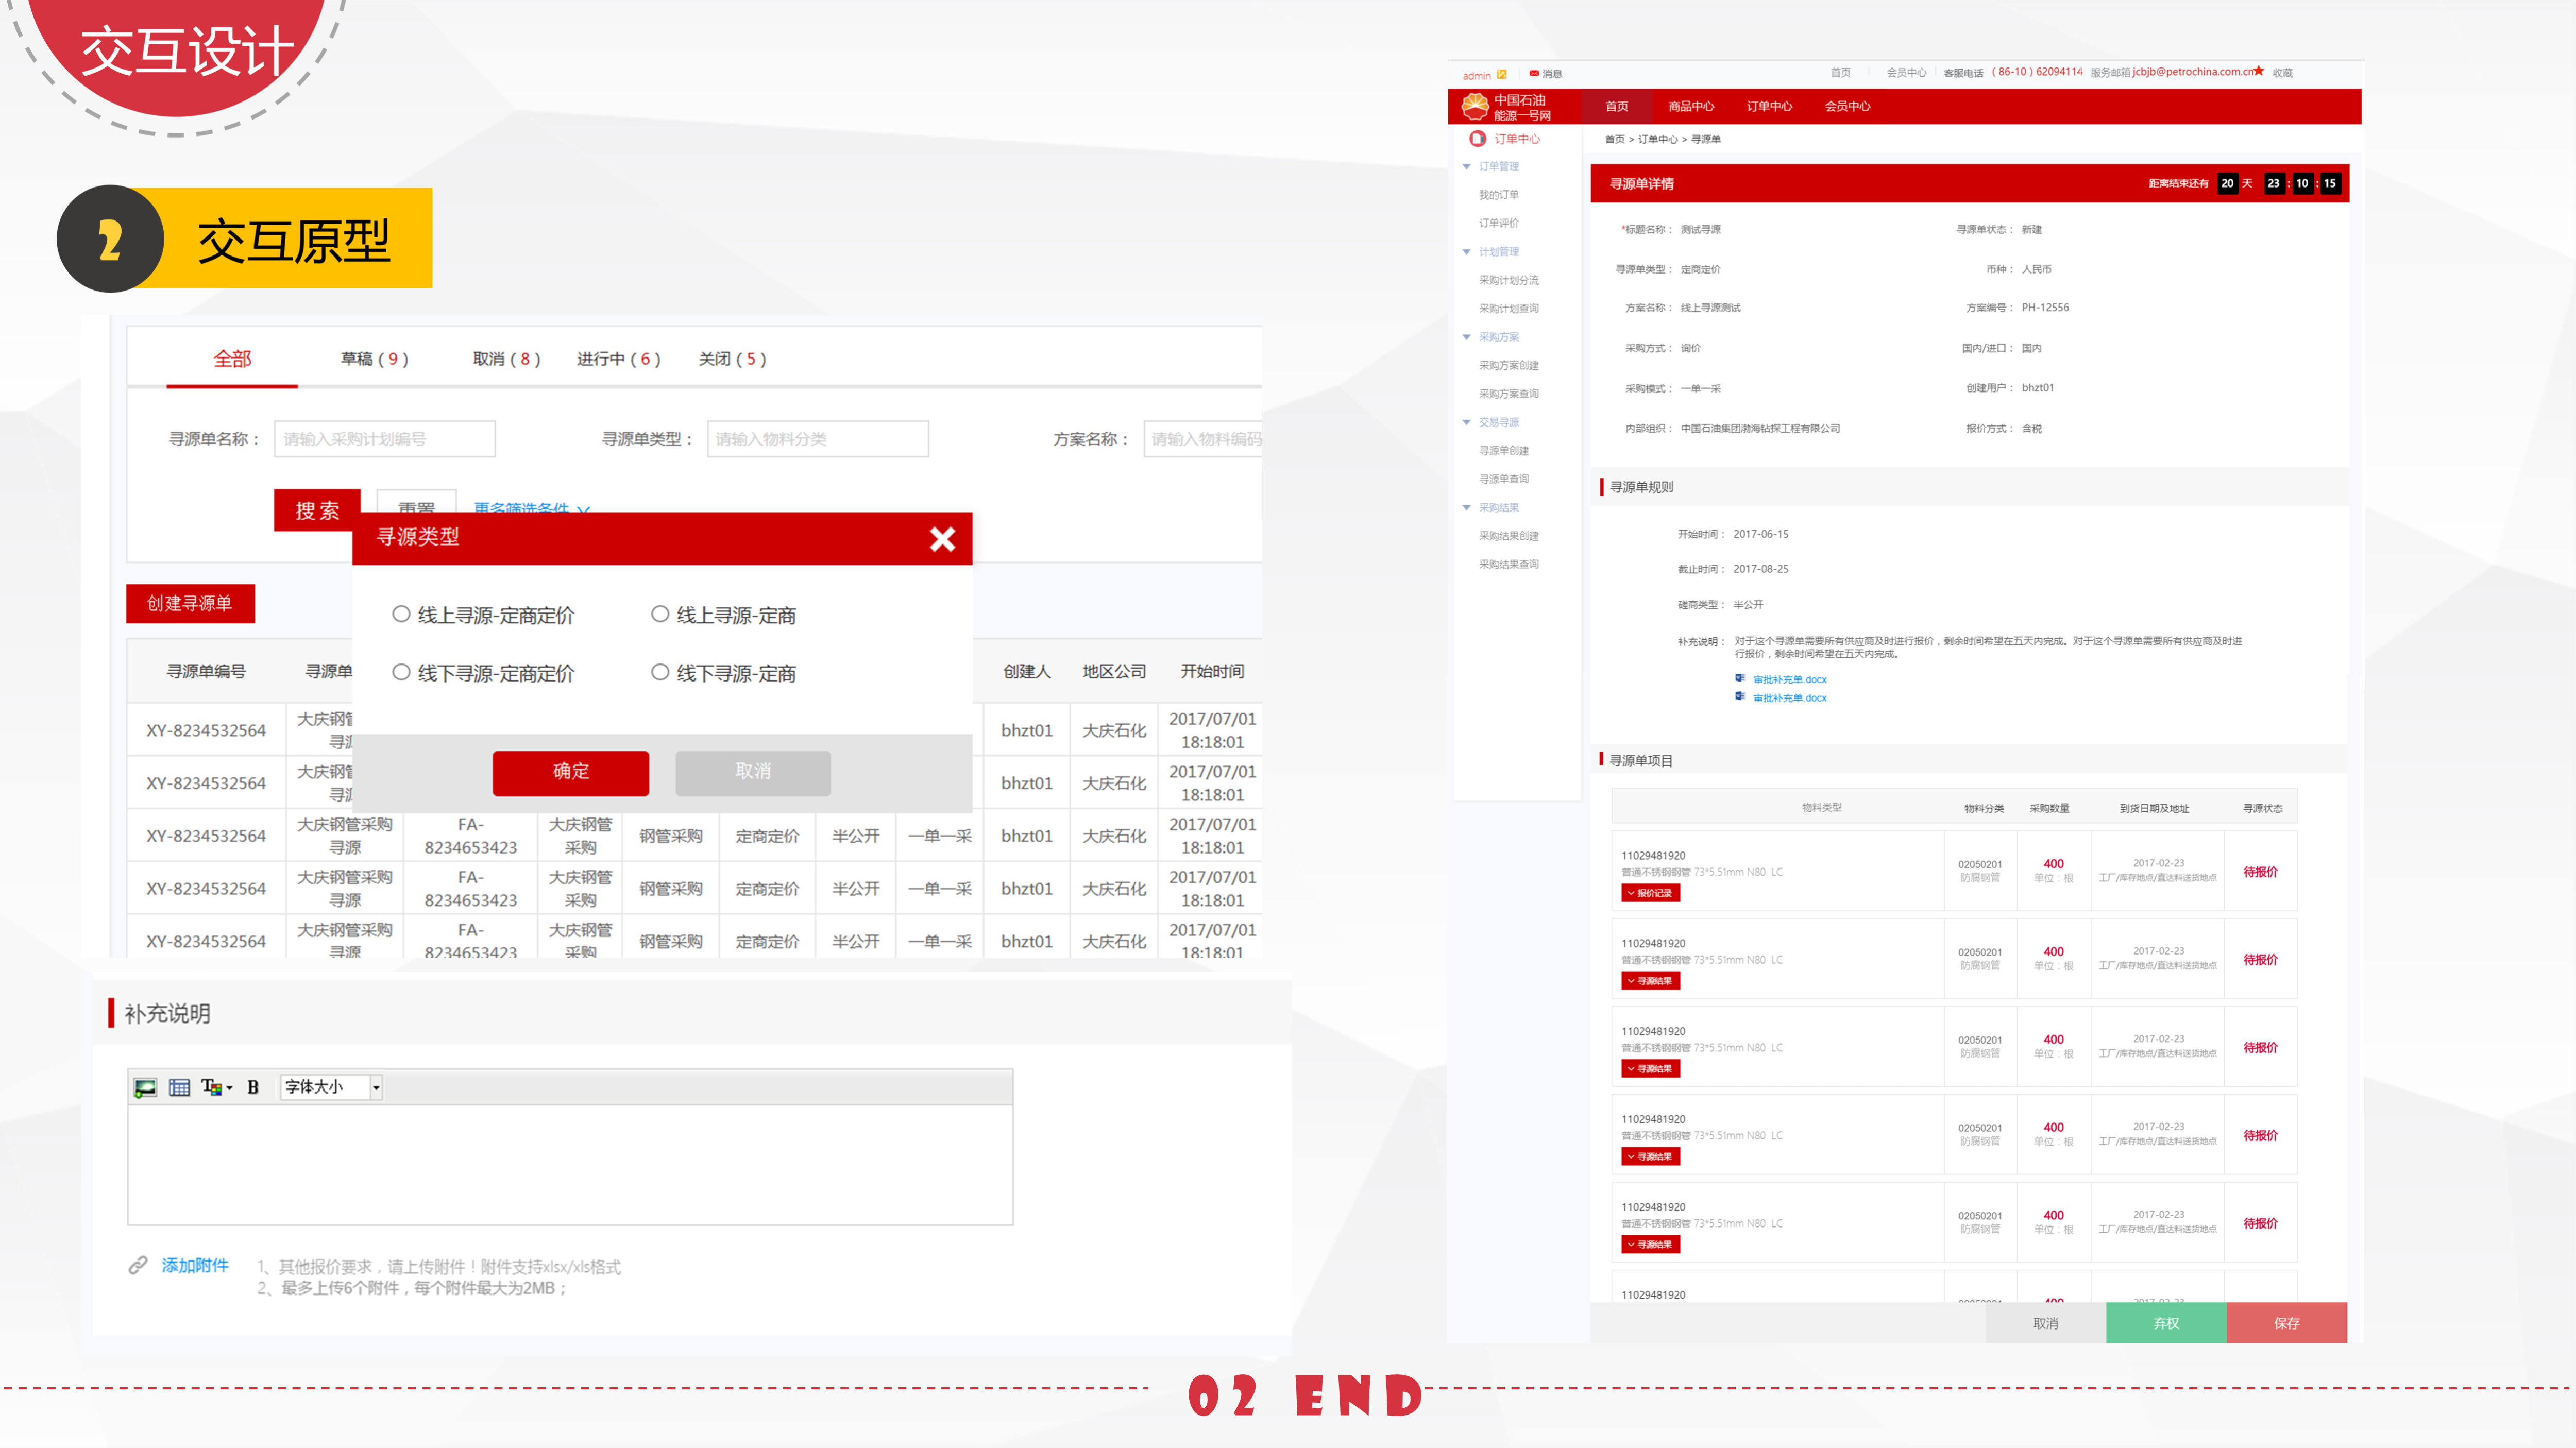 交互设计
2
交互原型
全部
草稿(9)
取消(8)
进行中(6)
关闭(5)
寻源单名称：
请输入采购计划编号
寻源单类型：
请输入物料分类
方案名称：
请输入物料编码
搜 索
重置
更多筛选条件
寻源类型
线上寻源-定商定价
线上寻源-定商
线下寻源-定商定价
线下寻源-定商
确定
取消
创建寻源单
寻源单编号
寻源单
创建人
地区公司
开始时间
XY-8234532564
大庆钢管
bhzt01
大庆石化
2017/07/01
18:18:01
XY-8234532564
大庆钢管
bhzt01
大庆石化
2017/07/01
18:18:01
XY-8234532564
大庆钢管采购
寻源
FA-
8234653423
大庆钢管
采购
钢管采购
定商定价
半公开
一单一采
bhzt01
大庆石化
2017/07/01
18:18:01
XY-8234532564
大庆钢管采购
寻源
FA-
8234653423
大庆钢管
采购
钢管采购
定商定价
半公开
一单一采
bhzt01
大庆石化
2017/07/01
18:18:01
XY-8234532564
大庆钢管采购
寻源
FA-
8234653423
大庆钢管
采购
钢管采购
定商定价
半公开
一单一采
bhzt01
大庆石化
2017/07/01
18:18:01
补充说明
B
字体大小
添加附件
1、其他报价要求，请上传附件！附件支持xlsx/xls格式
2、最多上传6个附件，每个附件最大为2MB；
admin
消息
首页
会员中心
客服电话 (86-10) 62094114
服务邮箱 jcbjb@petrochina.com.cn
收藏
中国石油
能源一号网
首页
商品中心
订单中心
会员中心
订单中心
订单管理
我的订单
订单评价
计划管理
采购计划分流
采购计划查询
采购方案
采购方案创建
采购方案查询
交易寻源
寻源单创建
寻源单查询
采购结果
采购结果创建
采购结果查询
首页 > 订单中心 > 寻源单
寻源单详情
距离结束还有 20 天 23 : 10 : 15
*标题名称： 测试寻源
寻源单状态： 新建
寻源单类型： 定商定价
币种： 人民币
方案名称： 线上寻源测试
方案编号： PH-12556
采购方式： 询价
国内/进口： 国内
采购模式： 一单一采
创建用户： bhzt01
内部组织： 中国石油集团渤海钻探工程有限公司
报价方式： 含税
寻源单规则
开始时间： 2017-06-15
截止时间： 2017-08-25
磋商类型： 半公开
补充说明： 对于这个寻源单需要所有供应商及时进行报价，剩余时间希望在五天内完成。对于这个寻源单需要所有供应商及时进
行报价，剩余时间希望在五天内完成。
审批补充单.docx
审批补充单.docx
寻源单项目
物料类型
物料分类
采购数量
到货日期及地址
寻源状态
11029481920
普通不锈钢钢管 73*5.51mm N80 LC
报价记录
02050201
防腐钢管
400
单位：根
2017-02-23
工厂/库存地点/直达料送货地点
待报价
11029481920
普通不锈钢钢管 73*5.51mm N80 LC
寻源结果
02050201
防腐钢管
400
单位：根
2017-02-23
工厂/库存地点/直达料送货地点
待报价
11029481920
普通不锈钢钢管 73*5.51mm N80 LC
寻源结果
02050201
防腐钢管
400
单位：根
2017-02-23
工厂/库存地点/直达料送货地点
待报价
11029481920
普通不锈钢钢管 73*5.51mm N80 LC
寻源结果
02050201
防腐钢管
400
单位：根
2017-02-23
工厂/库存地点/直达料送货地点
待报价
11029481920
普通不锈钢钢管 73*5.51mm N80 LC
寻源结果
02050201
防腐钢管
400
单位：根
2017-02-23
工厂/库存地点/直达料送货地点
待报价
11029481920
取消
弃权
保存
02 END